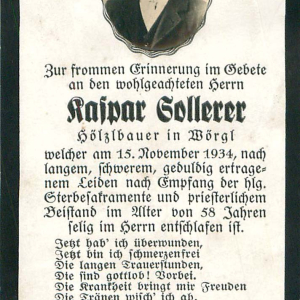 Zur frommen Erinnerung im Gebete
an den wohlgeachteten Herrn
Kaspar Sollerer
Hölzlbauer in Wörgl
welcher am 15. November 1934, nach
langem, schwerem, geduldig ertrage-
nem Leiden nach Empfang der hlg.
Sterbesakramente und priesterlichem
Beistand im Alter von 58 Jahren
selig im Herrn entschlafen ist.
Jetzt hab' ich überwunden,
Jetzt bin ich schmerzenfrei
Die langen Trauerstunden,
Die sind gottlob! Vorbei.
Die Krankheit bringt mir Freuden
Die Tränen wisch' ich ab.